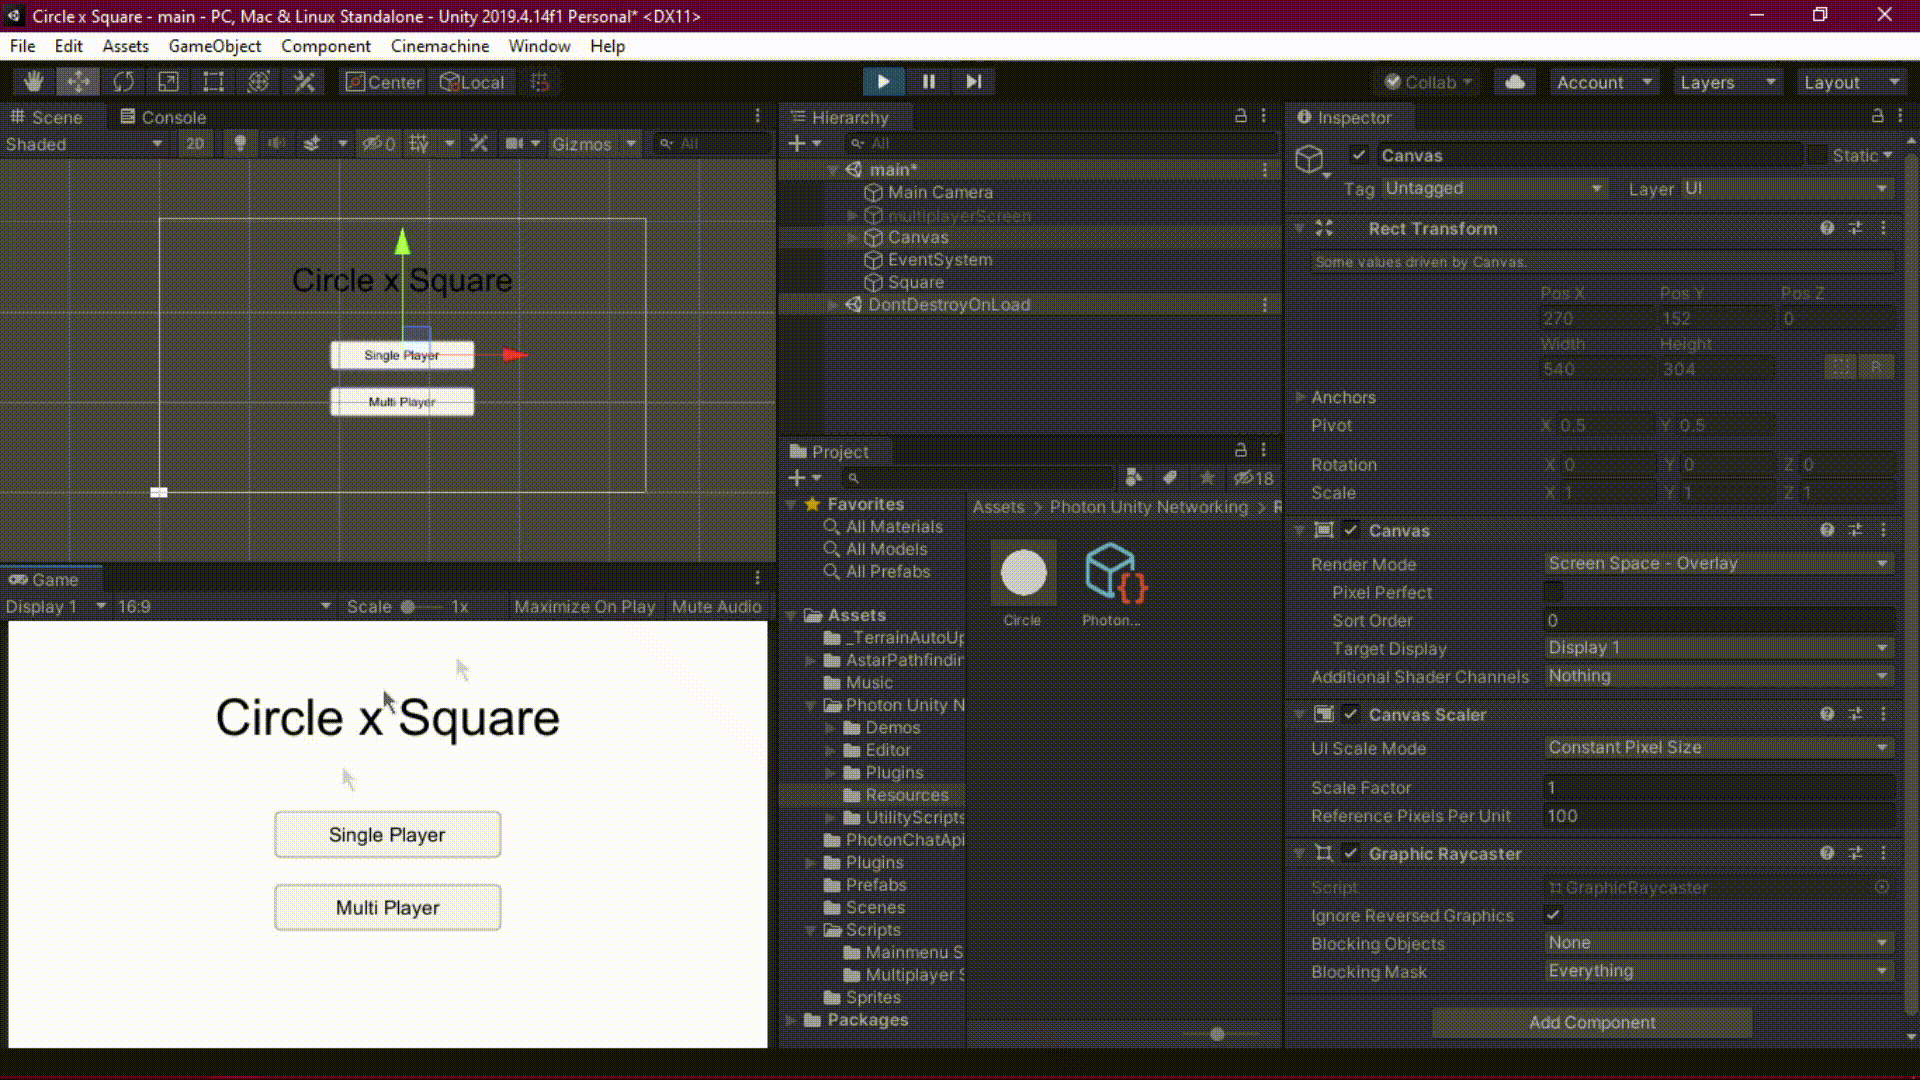 Circle x Square - main - PC, Mac & Linux Standalone - Unity 2019.4.14f1 Personal* <DX11>
File Edit Assets GameObject Component Cinemachine Window Help
Center Local Collab Account Layers Layout
Scene Console
Shaded 2D 0 Gizmos All
Circle x Square
Single Player
Multi Player
Game
Display 1 16:9 Scale 1x Maximize On Play Mute Audio
Circle x Square
Single Player
Multi Player
Hierarchy
All
main*
Main Camera
multiplayerScreen
Canvas
EventSystem
Square
DontDestroyOnLoad
Project
18
Favorites
All Materials
All Models
All Prefabs
Assets
_TerrainAutoUp
AstarPathfindin
Music
Photon Unity N
Demos
Editor
Plugins
Resources
UtilityScripts
PhotonChatApi
Plugins
Prefabs
Scenes
Scripts
Mainmenu S
Multiplayer S
Sprites
Packages
Assets > Photon Unity Networking > R
Circle Photon...
Inspector
Canvas Static
Tag Untagged Layer UI
Rect Transform
Some values driven by Canvas.
Pos X Pos Y Pos Z
270 152 0
Width Height
540 304 R
Anchors
Pivot X 0.5 Y 0.5
Rotation X 0 Y 0 Z 0
Scale X 1 Y 1 Z 1
Canvas
Render Mode Screen Space - Overlay
Pixel Perfect
Sort Order 0
Target Display Display 1
Additional Shader Channels Nothing
Canvas Scaler
UI Scale Mode Constant Pixel Size
Scale Factor 1
Reference Pixels Per Unit 100
Graphic Raycaster
Script GraphicRaycaster
Ignore Reversed Graphics
Blocking Objects None
Blocking Mask Everything
Add Component